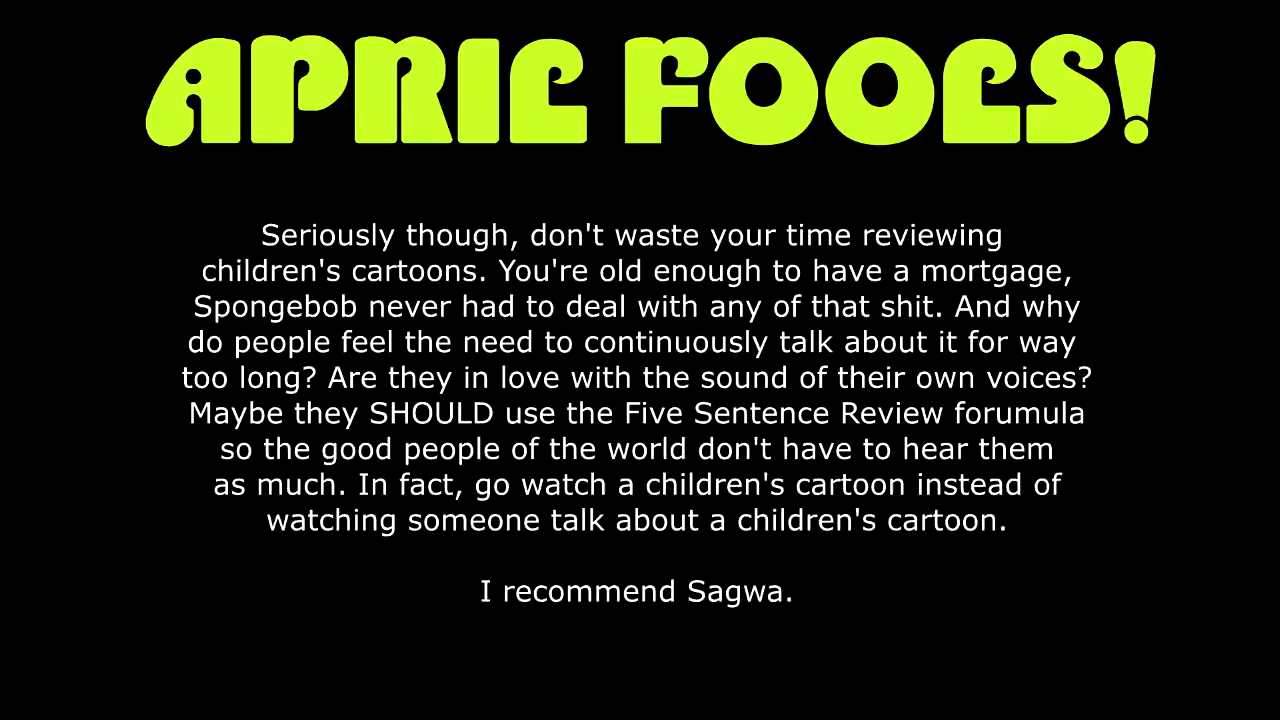 APRIL FOOLS!
Seriously though, don't waste your time reviewing
children's cartoons. You're old enough to have a mortgage,
Spongebob never had to deal with any of that shit. And why
do people feel the need to continuously talk about it for way
too long? Are they in love with the sound of their own voices?
Maybe they SHOULD use the Five Sentence Review forumula
so the good people of the world don't have to hear them
as much. In fact, go watch a children's cartoon instead of
watching someone talk about a children's cartoon.
I recommend Sagwa.